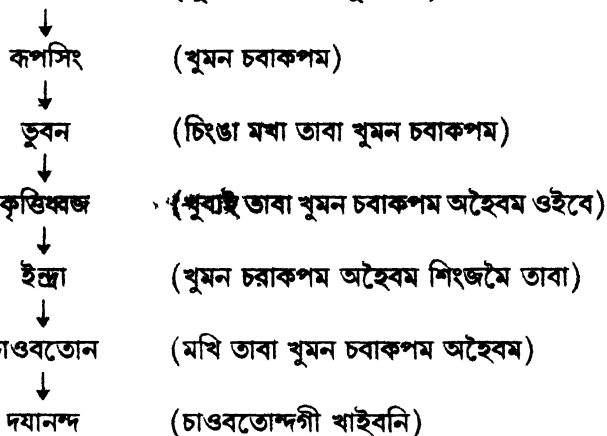 ↓
ৰূপসিং (খুমন চবাকপম)
↓
ভুবন (চিংঙা মখা তাবা খুমন চবাকপম)
↓
কৃত্তিধ্বজ তাবা খুমন চবাকপম অহৈবম ওইবে)
↓
ইন্দ্রা (খুমন চরাকপম অহৈবম শিংজমৈ তাবা)
↓
াওবতোন (মখি তাবা খুমন চবাকপম অহৈবম)
↓
দযানন্দ (চাওবতোন্দগী খাইবনি)